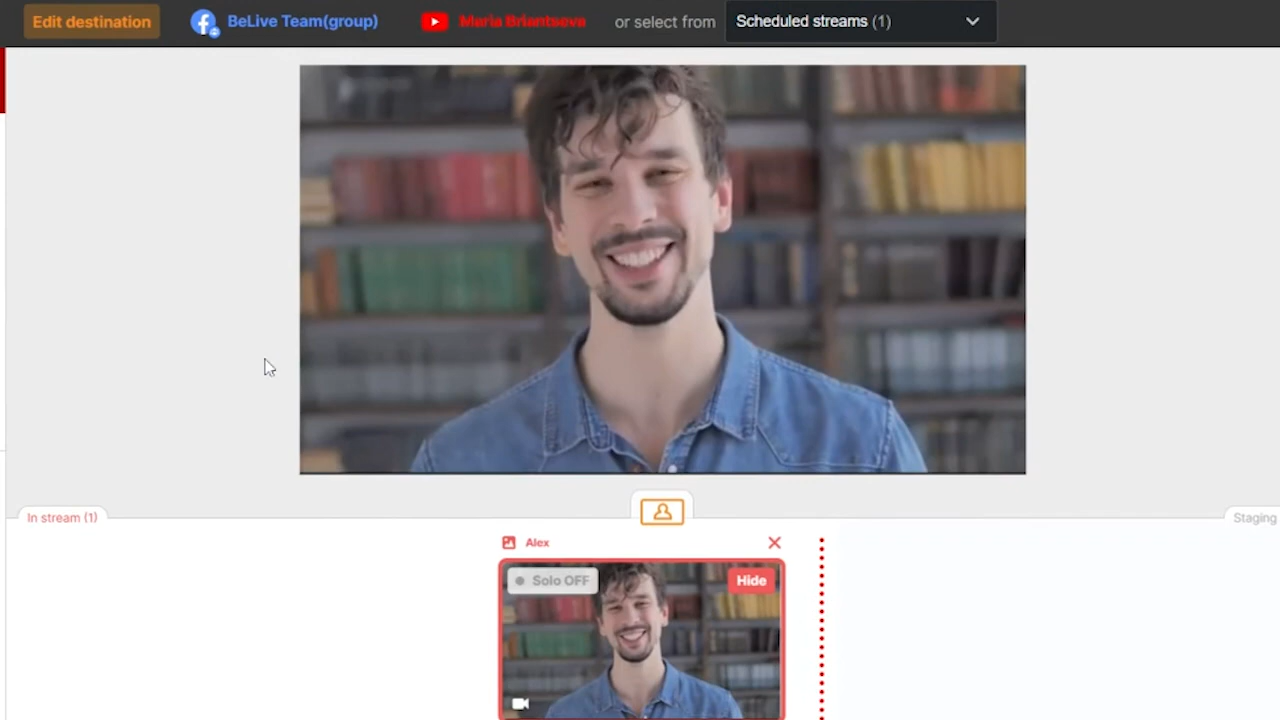 Edit destination
BeLive Team(group)
Maria Briantseva
or select from
Scheduled streams (1)
In stream (1)
Staging
Alex
Solo OFF
Hide